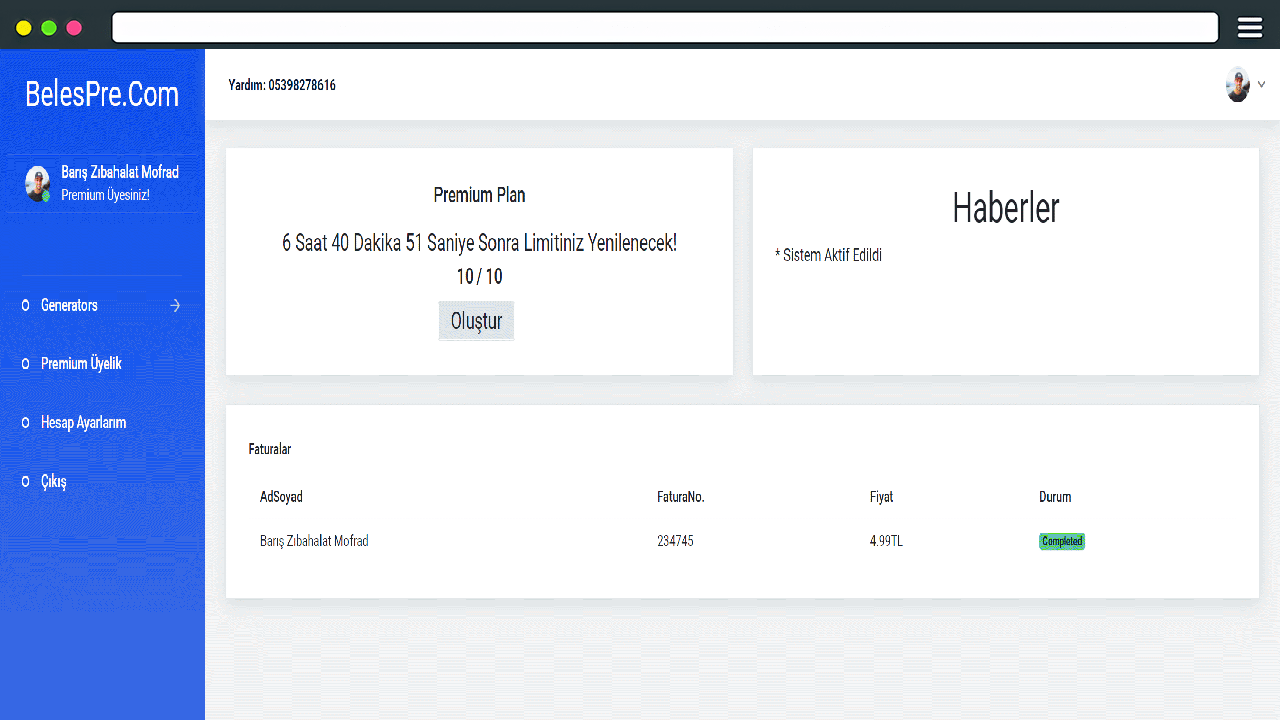 BelesPre.Com
Yardım: 05398278616
Barış Zıbahalat Mofrad
Premium Üyesiniz!
Generators
Premium Üyelik
Hesap Ayarlarım
Çıkış
Premium Plan
6 Saat 40 Dakika 51 Saniye Sonra Limitiniz Yenilenecek!
10 / 10
Oluştur
Haberler
* Sistem Aktif Edildi
Faturalar
AdSoyad FaturaNo. Fiyat Durum
Barış Zıbahalat Mofrad 234745 4.99TL Completed